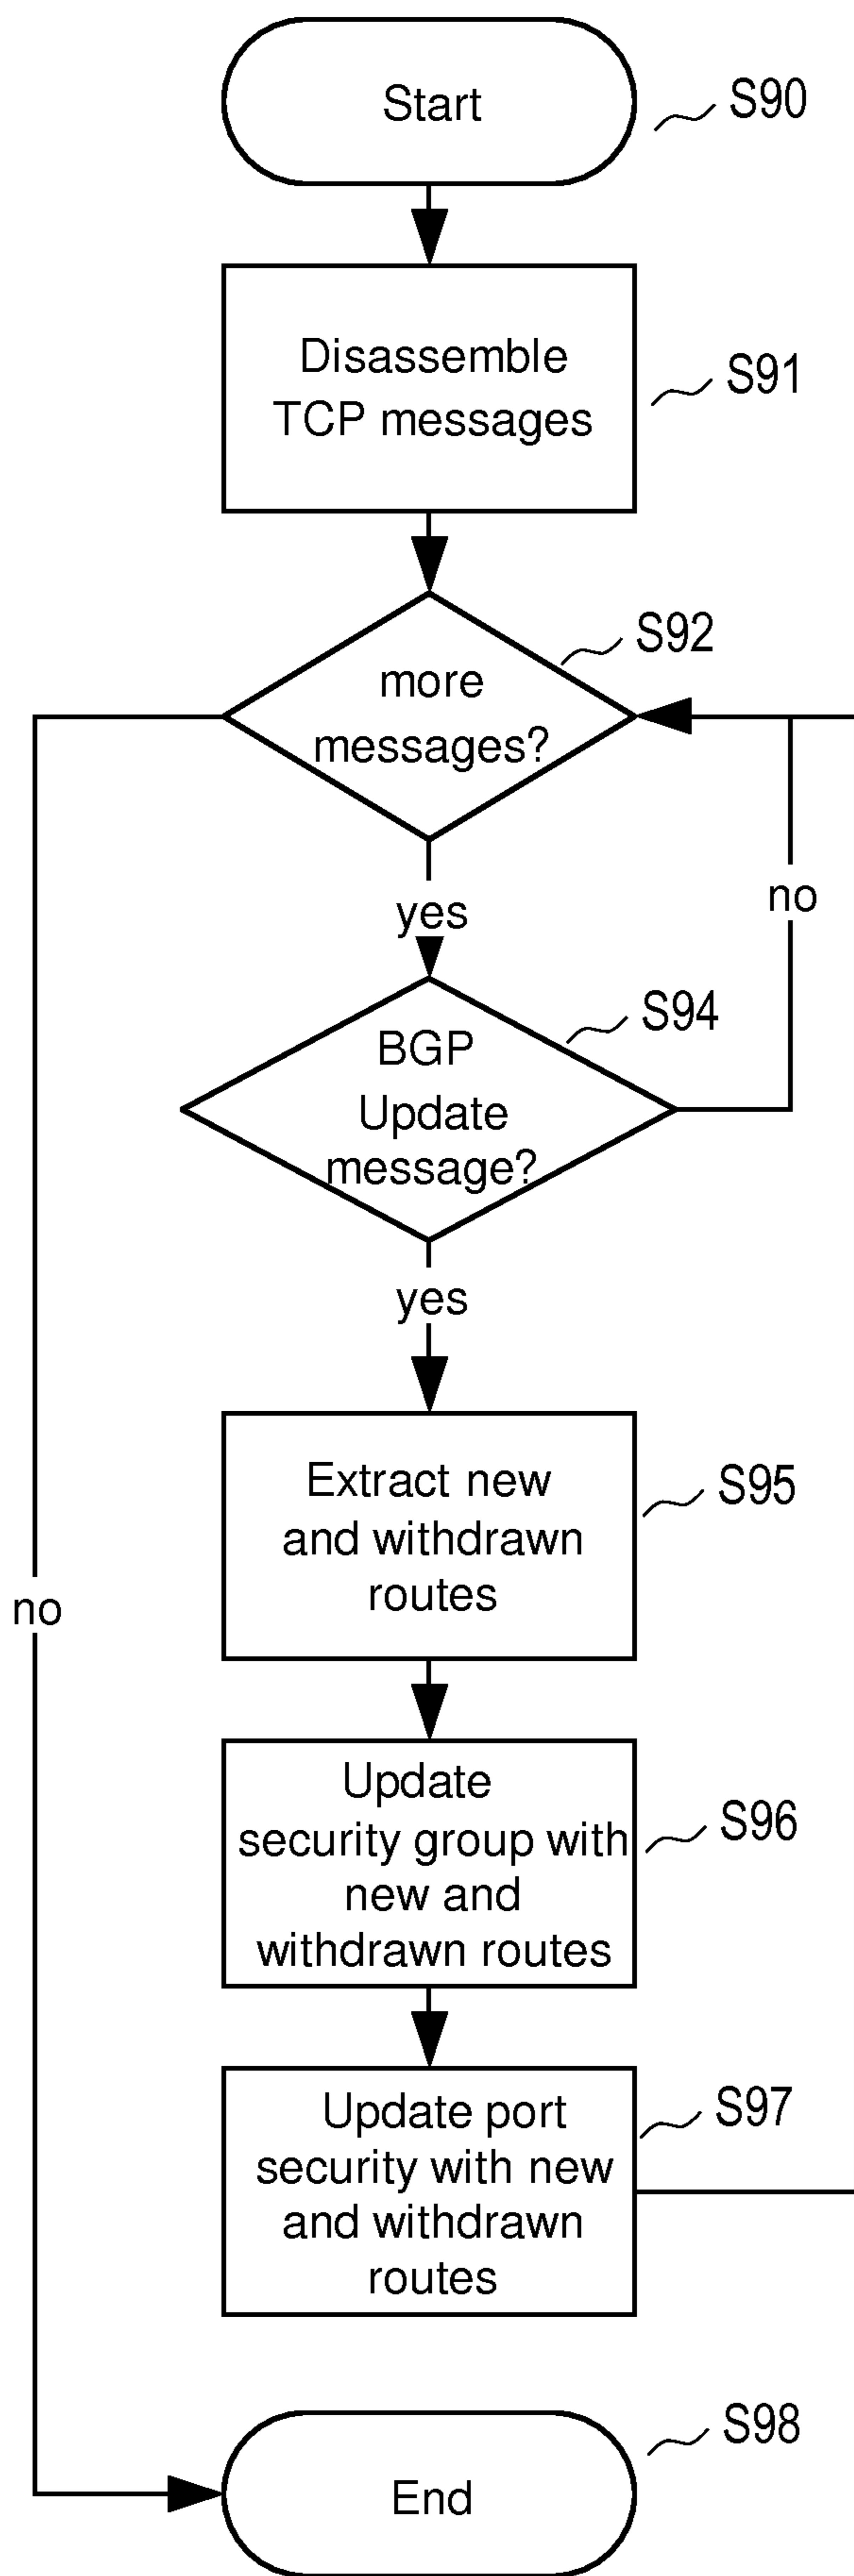 Start
S90
Disassemble
TCP messages
S91
S92
more
messages?
yes
no
S94
BGP
Update
message?
yes
Extract new
and withdrawn
routes
S95
no
Update
security group with
new and
withdrawn routes
S96
Update port
security with new
and withdrawn
routes
S97
S98
End